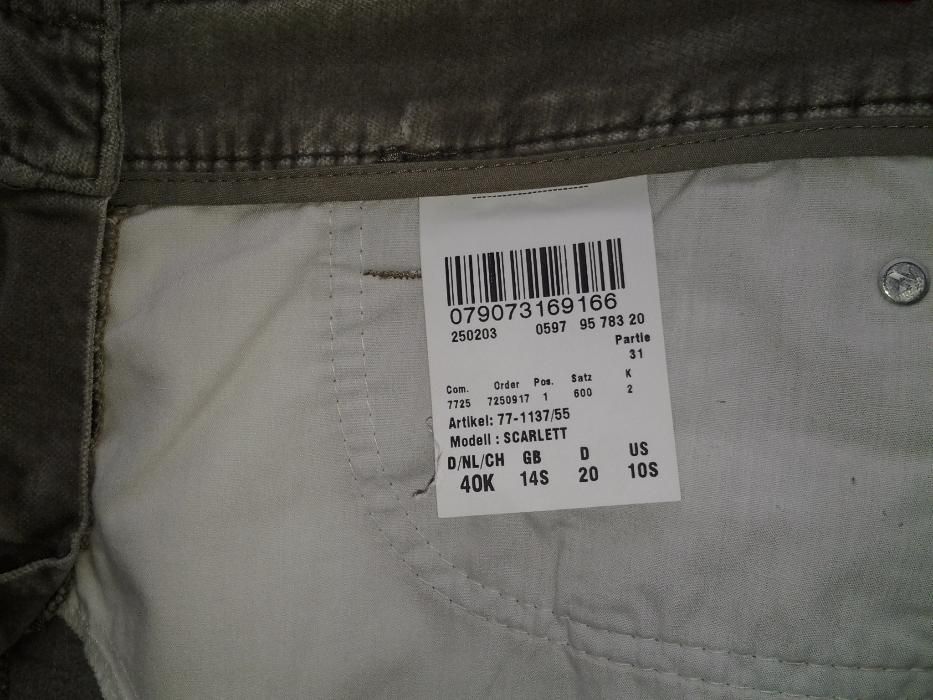 079073169166
250203 0597 95 783 20
Partie
31
Com. Order Pos. Satz K
7725 7250917 1 600 2
Artikel: 77-1137/55
Modell : SCARLETT
D/NL/CH GB D US
40K 14S 20 10S